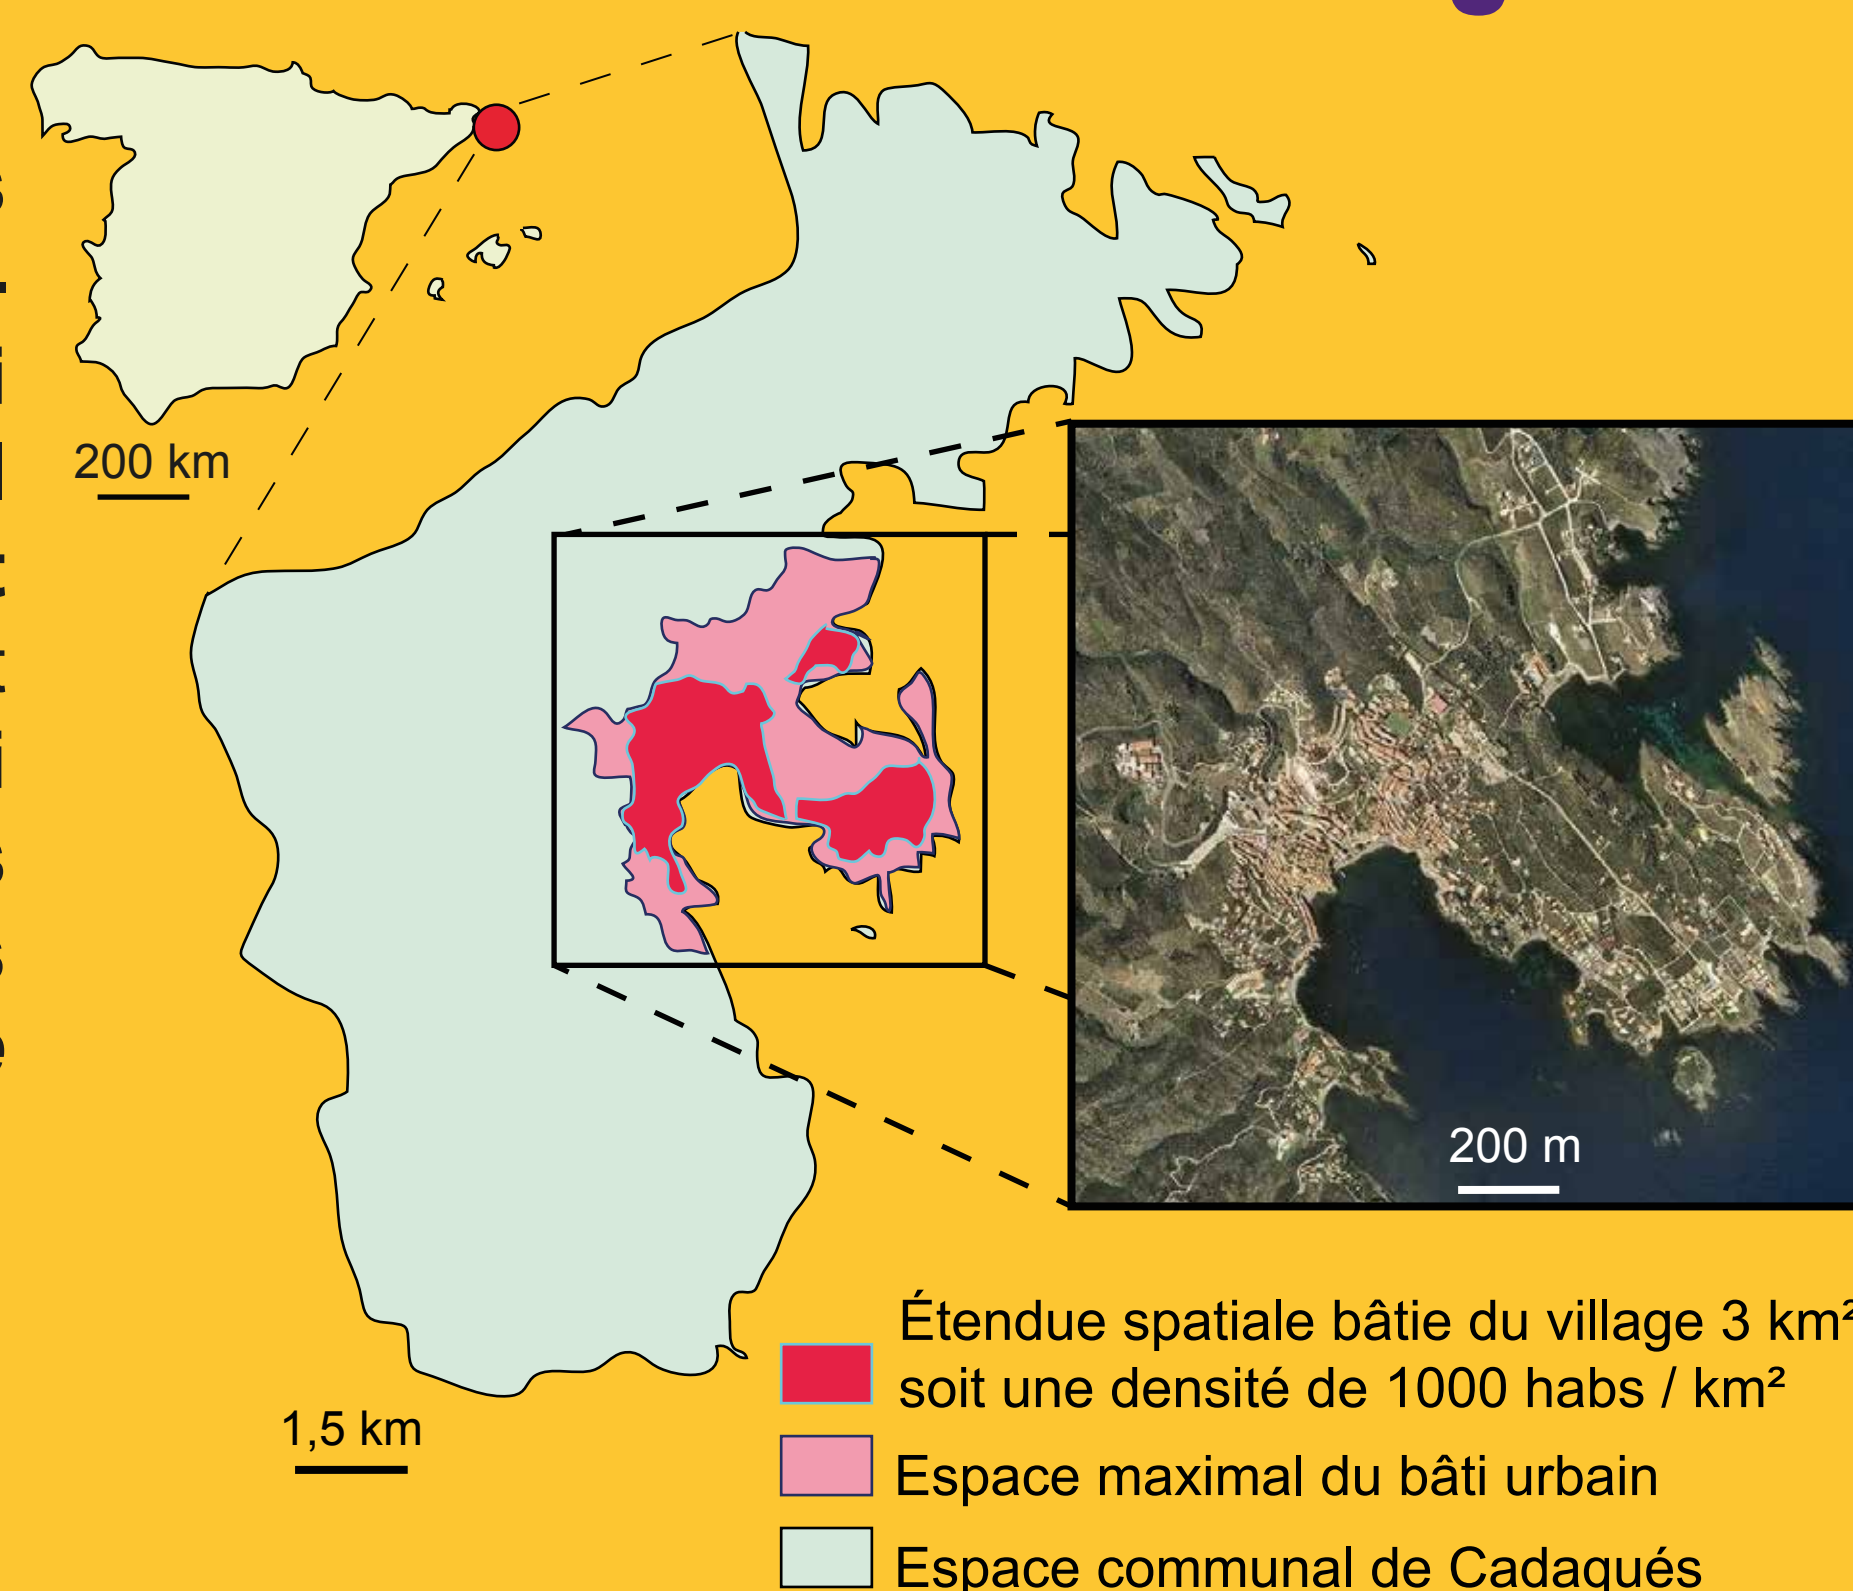 200 km
200 m
1,5 km
Étendue spatiale bâtie du village 3 km²
soit une densité de 1000 habs / km²
Espace maximal du bâti urbain
Espace communal de Cadaqués